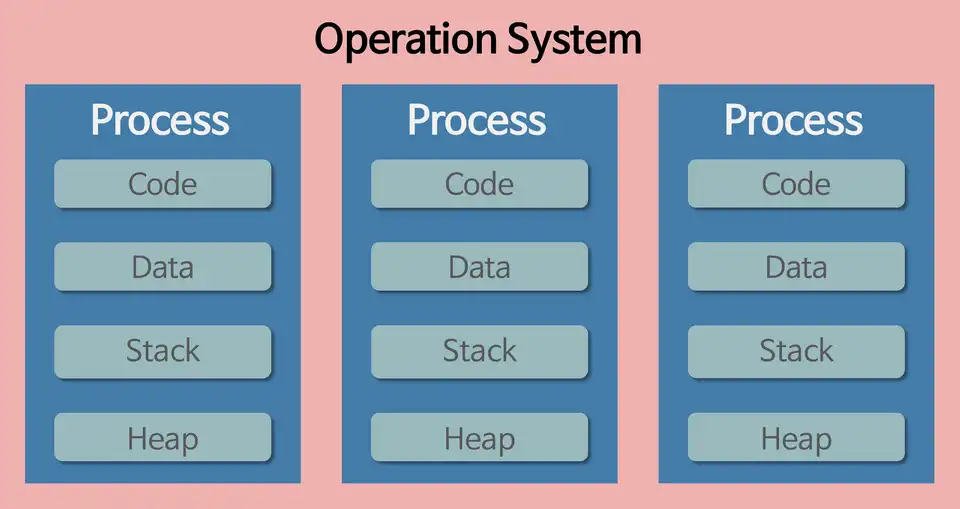 Operation System
Process
Code
Data
Stack
Heap
Process
Code
Data
Stack
Heap
Process
Code
Data
Stack
Heap